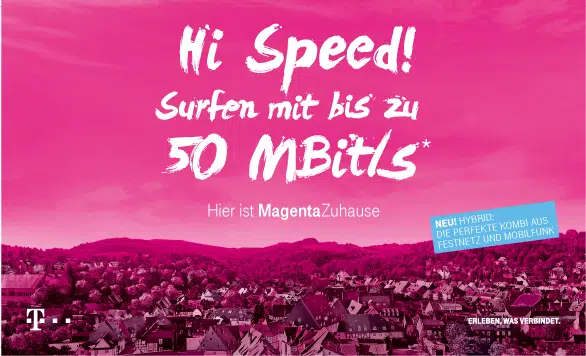 Hi Speed!
Surfen mit bis zu
50 MBit/s*
Hier ist MagentaZuhause
NEU! HYBRID:
DIE PERFEKTE KOMBI AUS
FESTNETZ UND MOBILFUNK
T
ERLEBEN, WAS VERBINDET.